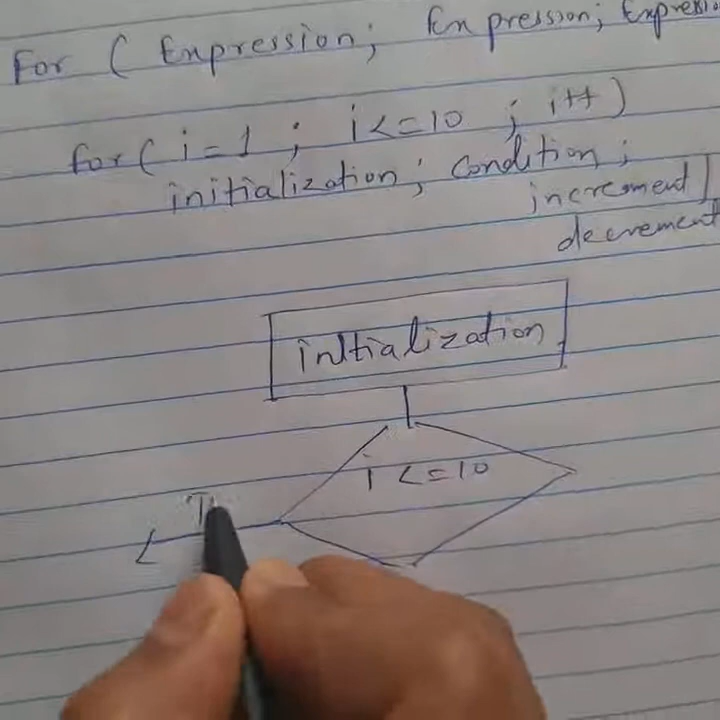 For ( Expression; Expression; Expressio
for( i=1 ; i<=10 ; i++ )
initialization; condition;
increment|
decrement
initialization
i <=10
T